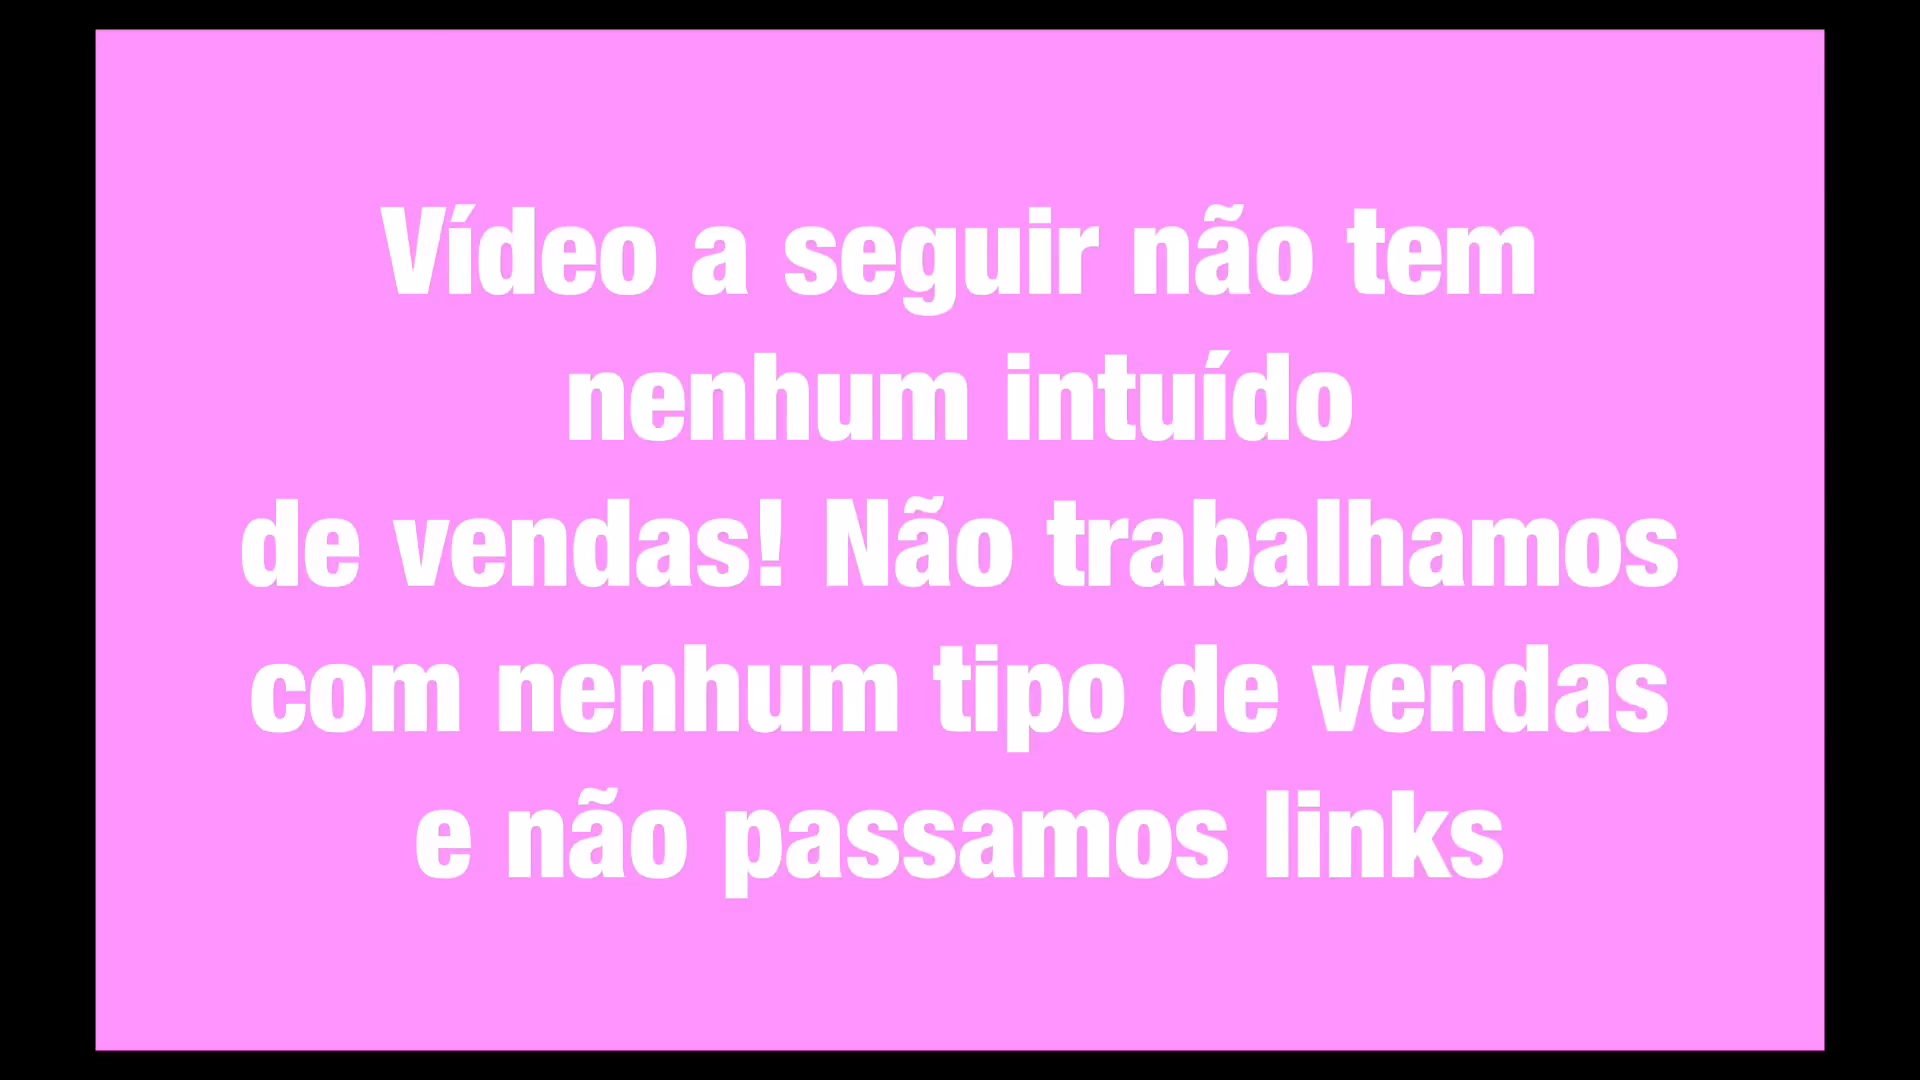 Vídeo a seguir não tem
nenhum intuído
de vendas! Não trabalhamos
com nenhum tipo de vendas
e não passamos links